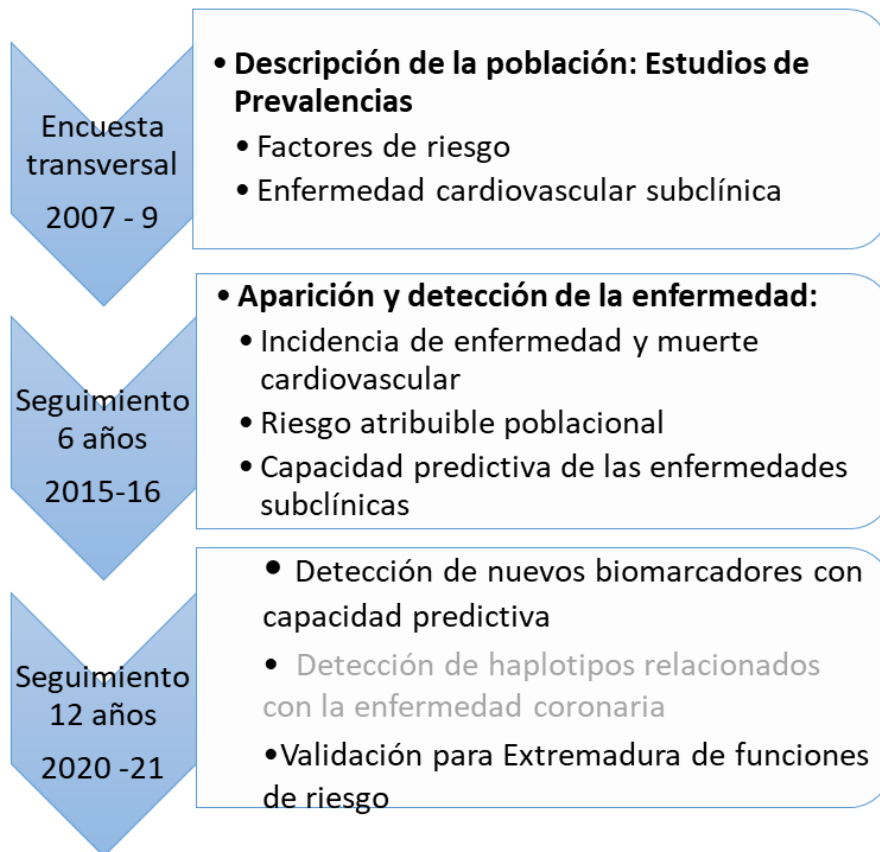 Encuesta
transversal
2007 - 9
• Descripción de la población: Estudios de
Prevalencias
• Factores de riesgo
• Enfermedad cardiovascular subclínica
Seguimiento
6 años
2015-16
• Aparición y detección de la enfermedad:
• Incidencia de enfermedad y muerte
cardiovascular
• Riesgo atribuible poblacional
• Capacidad predictiva de las enfermedades
subclínicas
Seguimiento
12 años
2020 -21
• Detección de nuevos biomarcadores con
capacidad predictiva
• Detección de haplotipos relacionados
con la enfermedad coronaria
•Validación para Extremadura de funciones
de riesgo